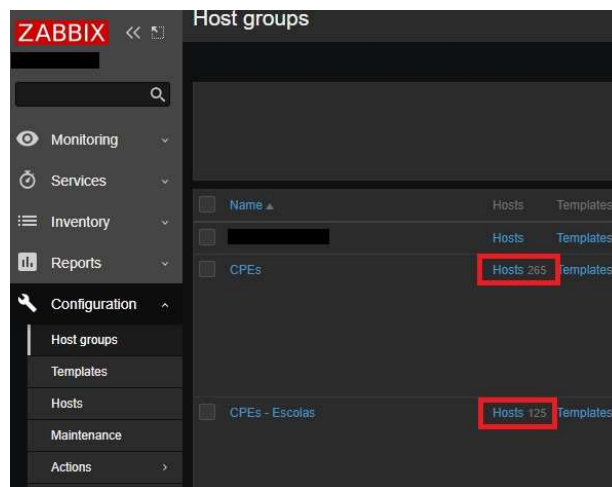 Host groups
ZABBIX
Monitoring
Services
Inventory
Reports
Configuration
Host groups
Templates
Hosts
Maintenance
Actions
Name Hosts Templates
Hosts Templates
CPEs Hosts 265 Templates
CPEs - Escolas Hosts 125 Templates